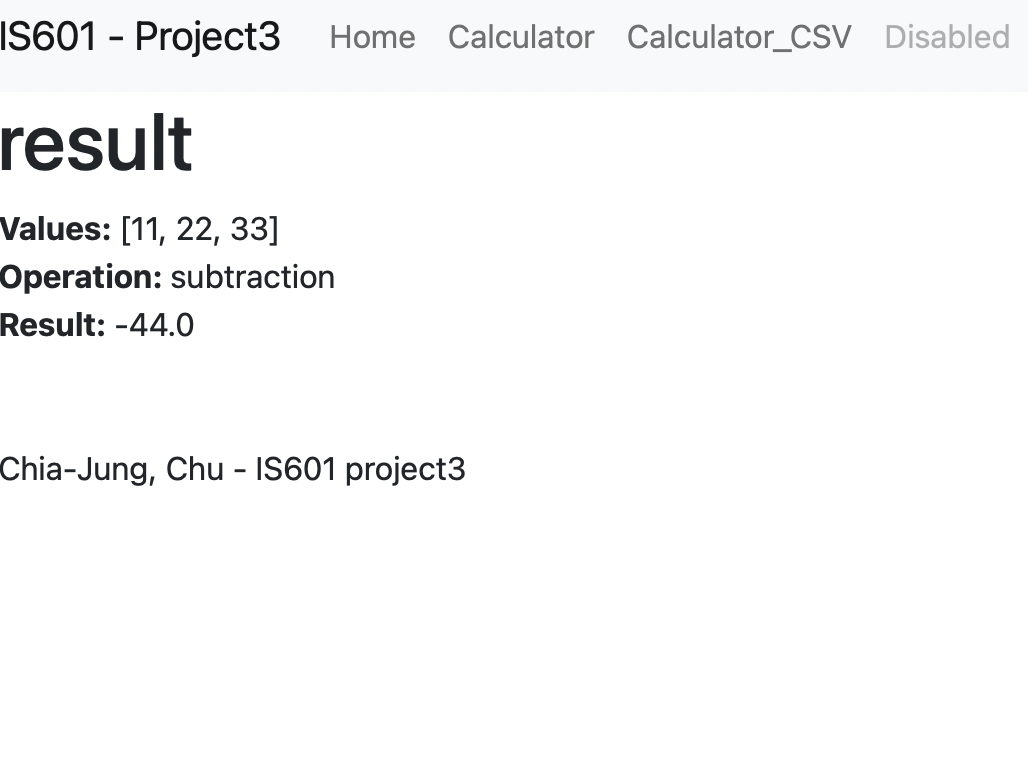 IS601 - Project3 Home Calculator Calculator_CSV Disabled
result
Values: [11, 22, 33]
Operation: subtraction
Result: -44.0
Chia-Jung, Chu - IS601 project3